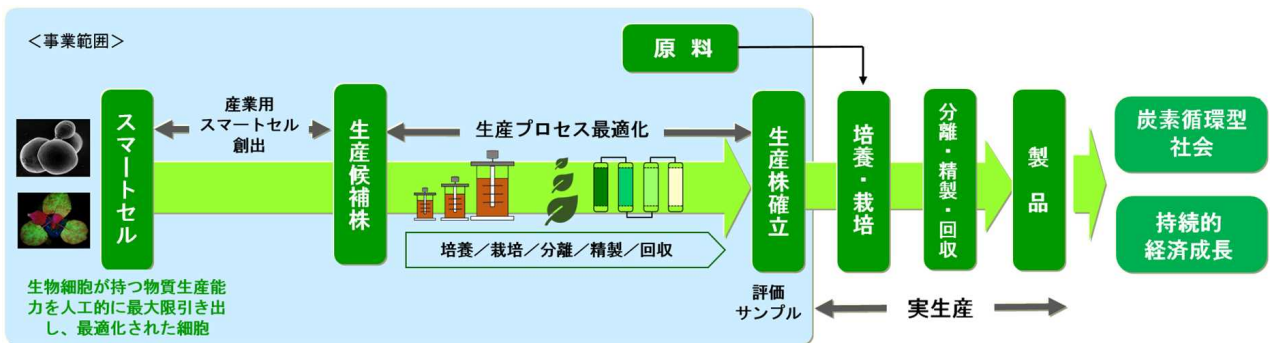 <事業範囲>
原 料
スマートセル
産業用
スマートセル
創出
生産候補株
生産プロセス最適化
培養/栽培/分離/精製/回収
生産株確立
培養・栽培
分離・精製・回収
製品
炭素循環型
社会
持続的
経済成長
生物細胞が持つ物質生産能
力を人工的に最大限引き出
し、最適化された細胞
評価
サンプル
実生産